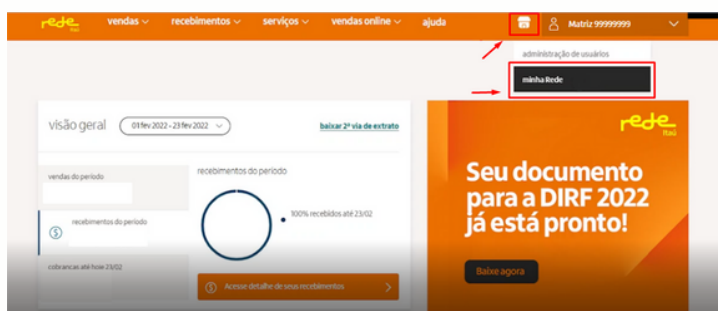 rede
Itaú
vendas
recebimentos
serviços
vendas online
ajuda
Matriz 99999999
administração de usuários
minha Rede
visão geral
01 fev 2022 - 23 fev 2022
baixar 2ª via de extrato
vendas do período
recebimentos do período
recebimentos do período
100% recebidos até 23/02
cobranças até hoje 23/02
Acesse detalhe de seus recebimentos
rede
Itaú
Seu documento
para a DIRF 2022
já está pronto!
Baixe agora